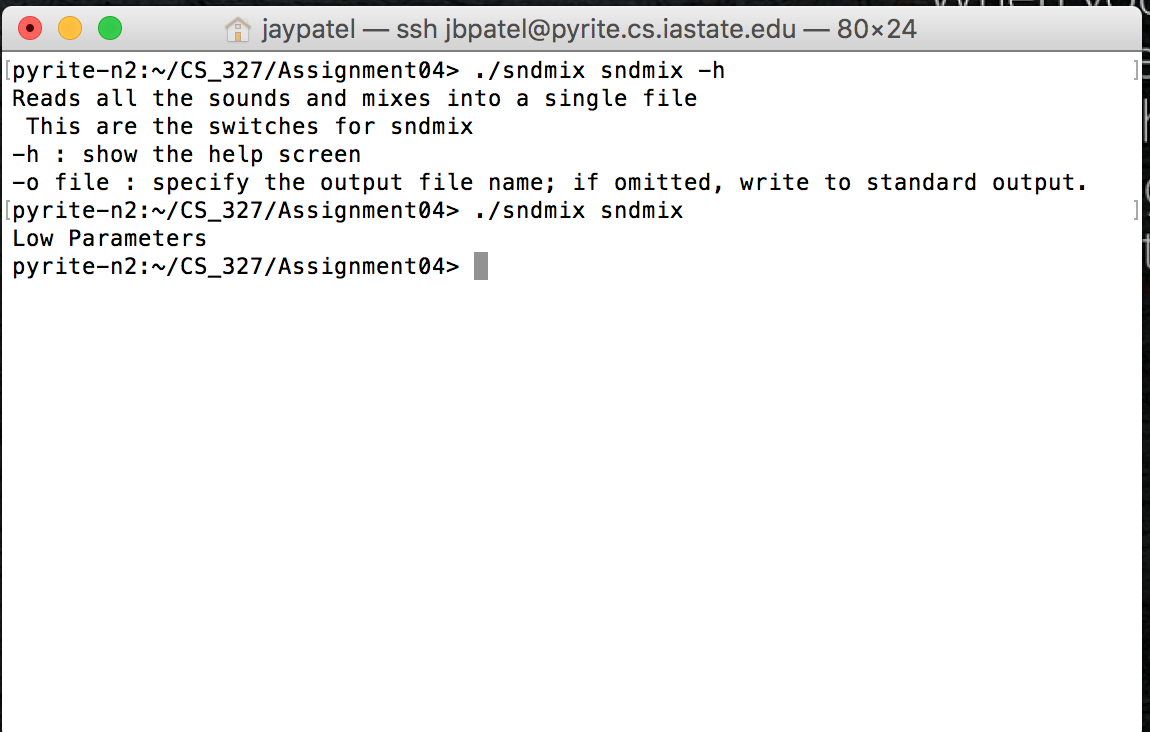 jaypatel — ssh jbpatel@pyrite.cs.iastate.edu — 80×24
[pyrite-n2:~/CS_327/Assignment04> ./sndmix sndmix -h ]
Reads all the sounds and mixes into a single file
 This are the switches for sndmix
-h : show the help screen
-o file : specify the output file name; if omitted, write to standard output.
[pyrite-n2:~/CS_327/Assignment04> ./sndmix sndmix ]
Low Parameters
pyrite-n2:~/CS_327/Assignment04>